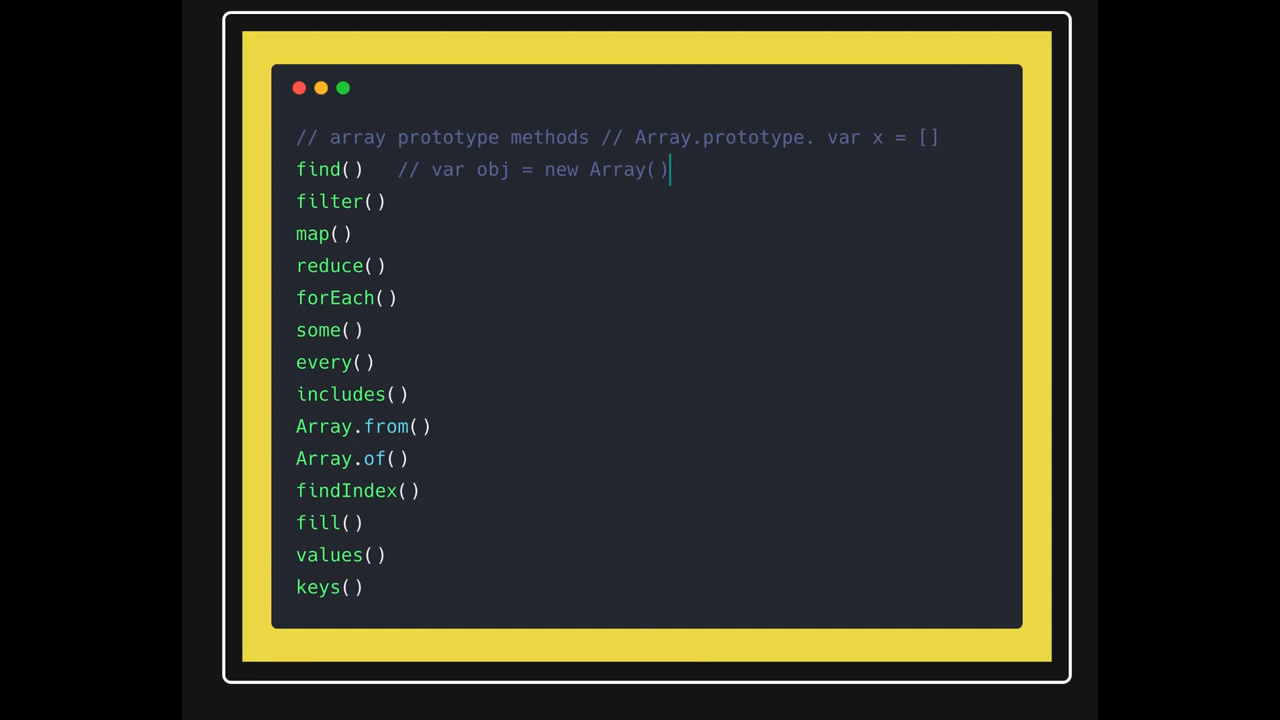 // array prototype methods // Array.prototype. var x = []
find()   // var obj = new Array()
filter()
map()
reduce()
forEach()
some()
every()
includes()
Array.from()
Array.of()
findIndex()
fill()
values()
keys()